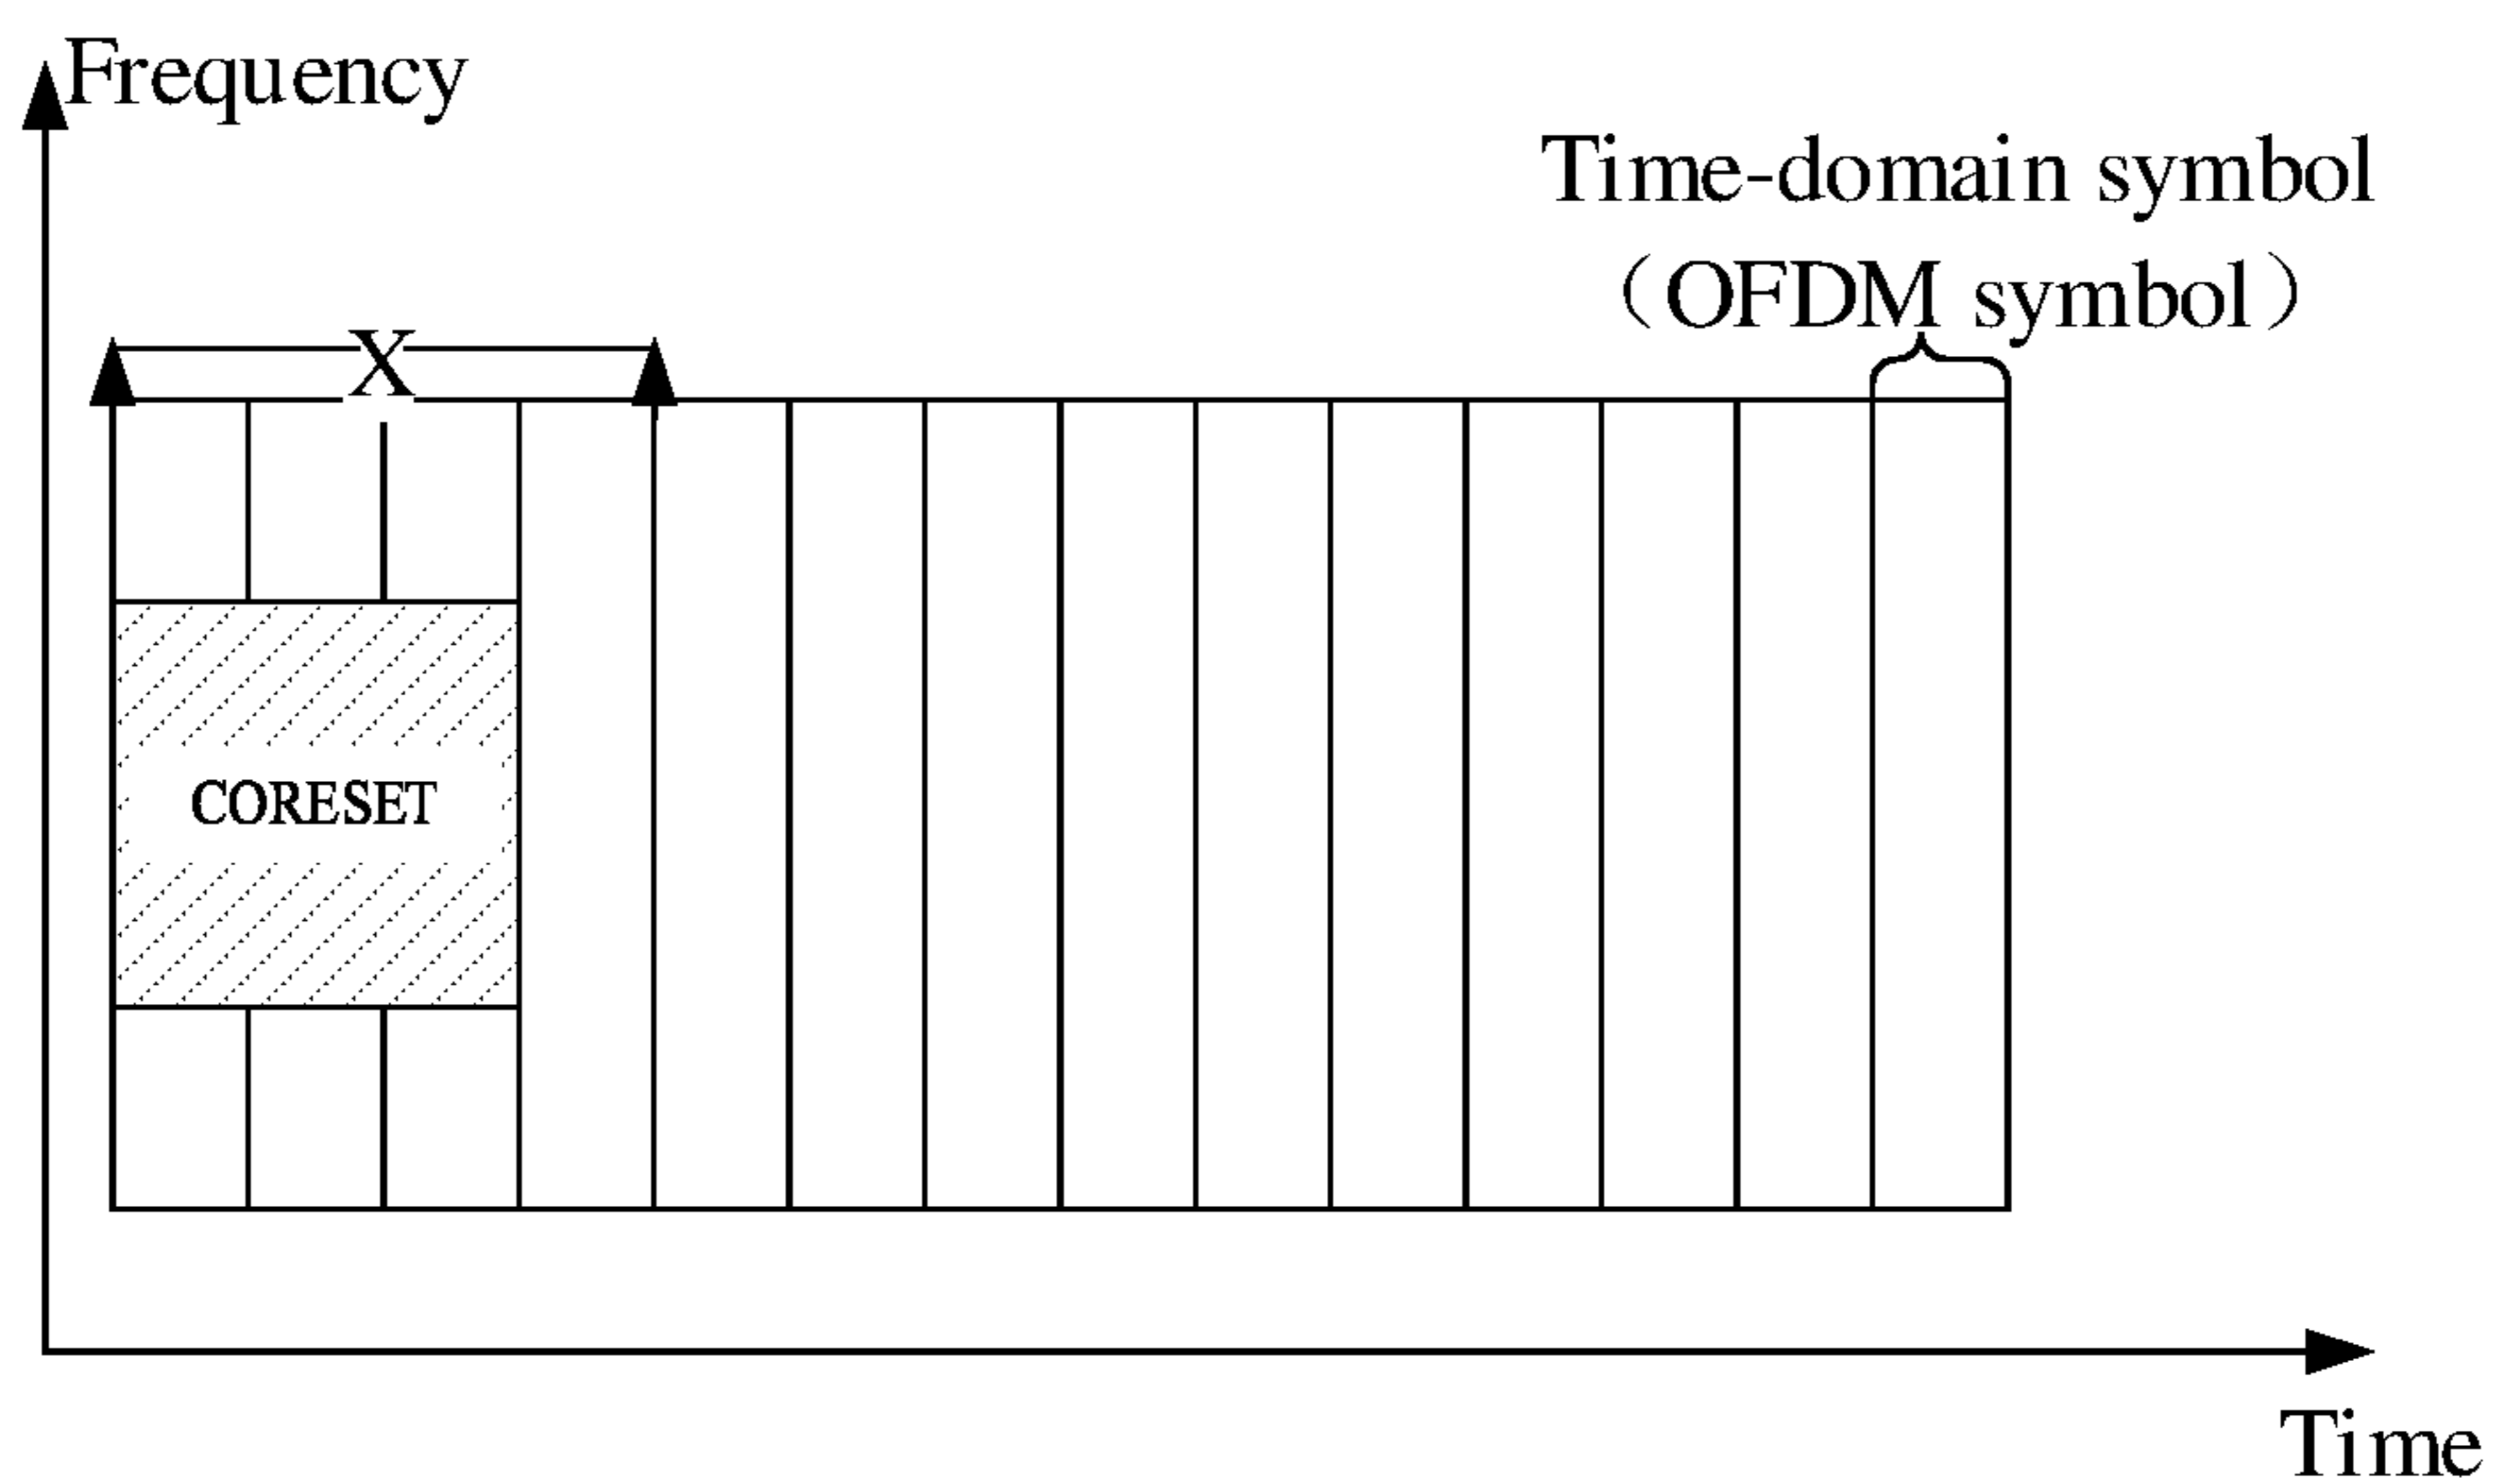 Frequency
Time-domain symbol
（OFDM symbol）
X
CORESET
Time